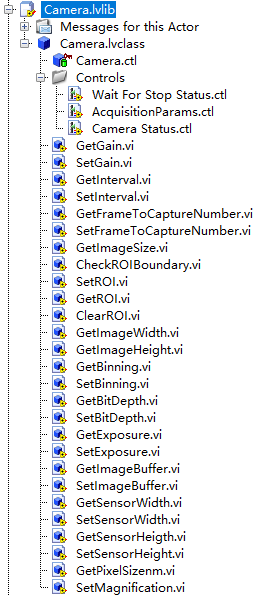 Camera.lvlib
Messages for this Actor
Camera.lvclass
Camera.ctl
Controls
Wait For Stop Status.ctl
AcquisitionParams.ctl
Camera Status.ctl
GetGain.vi
SetGain.vi
GetInterval.vi
SetInterval.vi
GetFrameToCaptureNumber.vi
SetFrameToCaptureNumber.vi
GetImageSize.vi
CheckROIBoundary.vi
SetROI.vi
GetROI.vi
ClearROI.vi
GetImageWidth.vi
GetImageHeight.vi
GetBinning.vi
SetBinning.vi
GetBitDepth.vi
SetBitDepth.vi
GetExposure.vi
SetExposure.vi
GetImageBuffer.vi
SetImageBuffer.vi
GetSensorWidth.vi
SetSensorWidth.vi
GetSensorHeigth.vi
SetSensorHeight.vi
GetPixelSizenm.vi
SetMagnification.vi